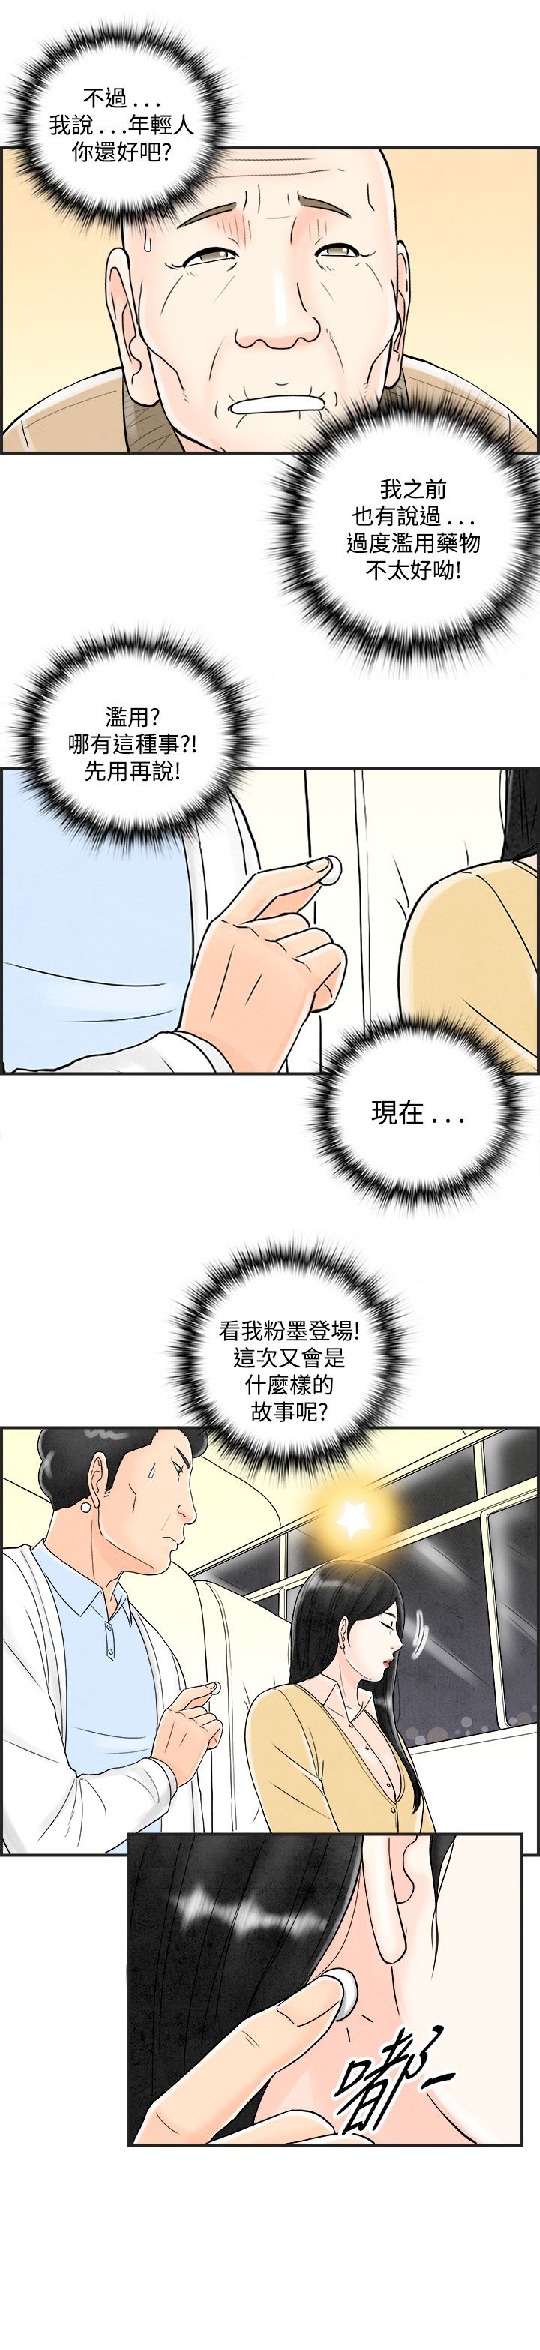 不過...
我說...年輕人
你還好吧?
我之前
也有說過...
過度濫用藥物
不太好呦!
濫用?
哪有這種事?!
先用再說!
現在...
看我粉墨登場!
這次又會是
什麼樣的
故事呢?
嘟-